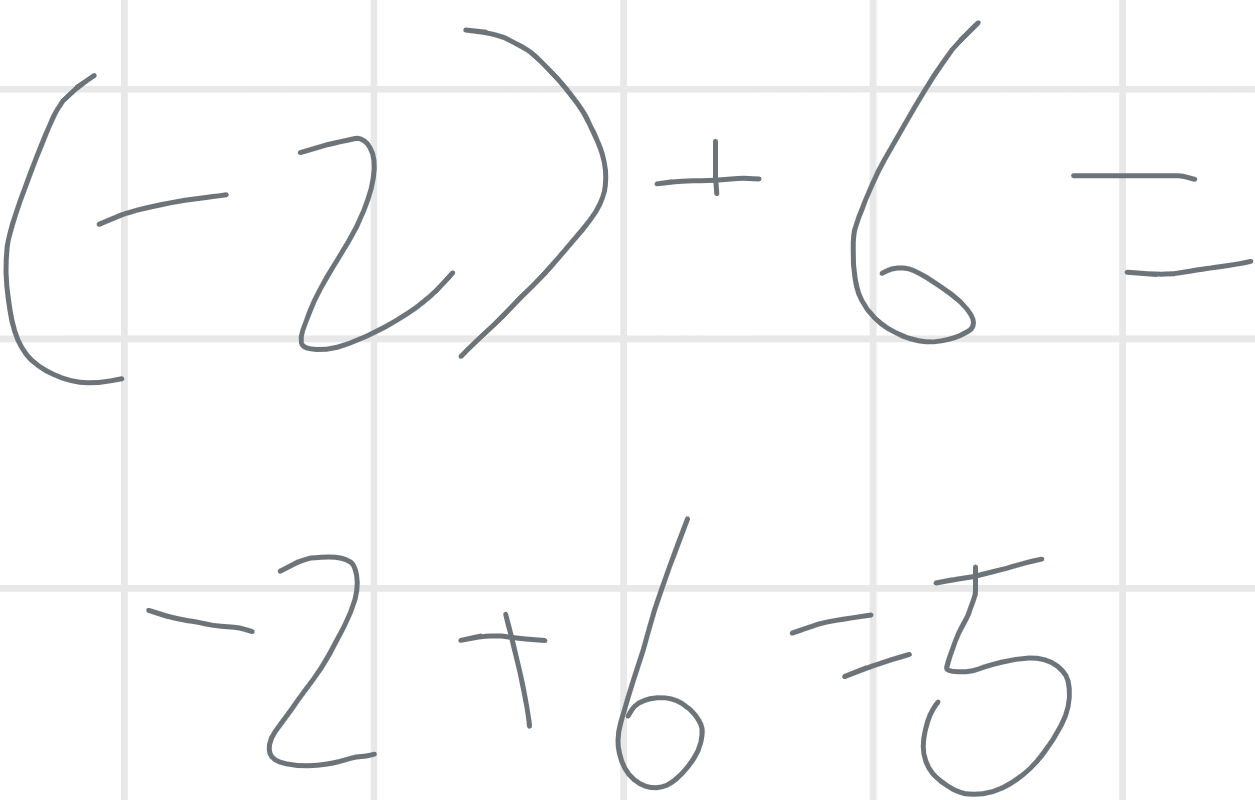 (-2) + 6 =
-2 + 6 = 5